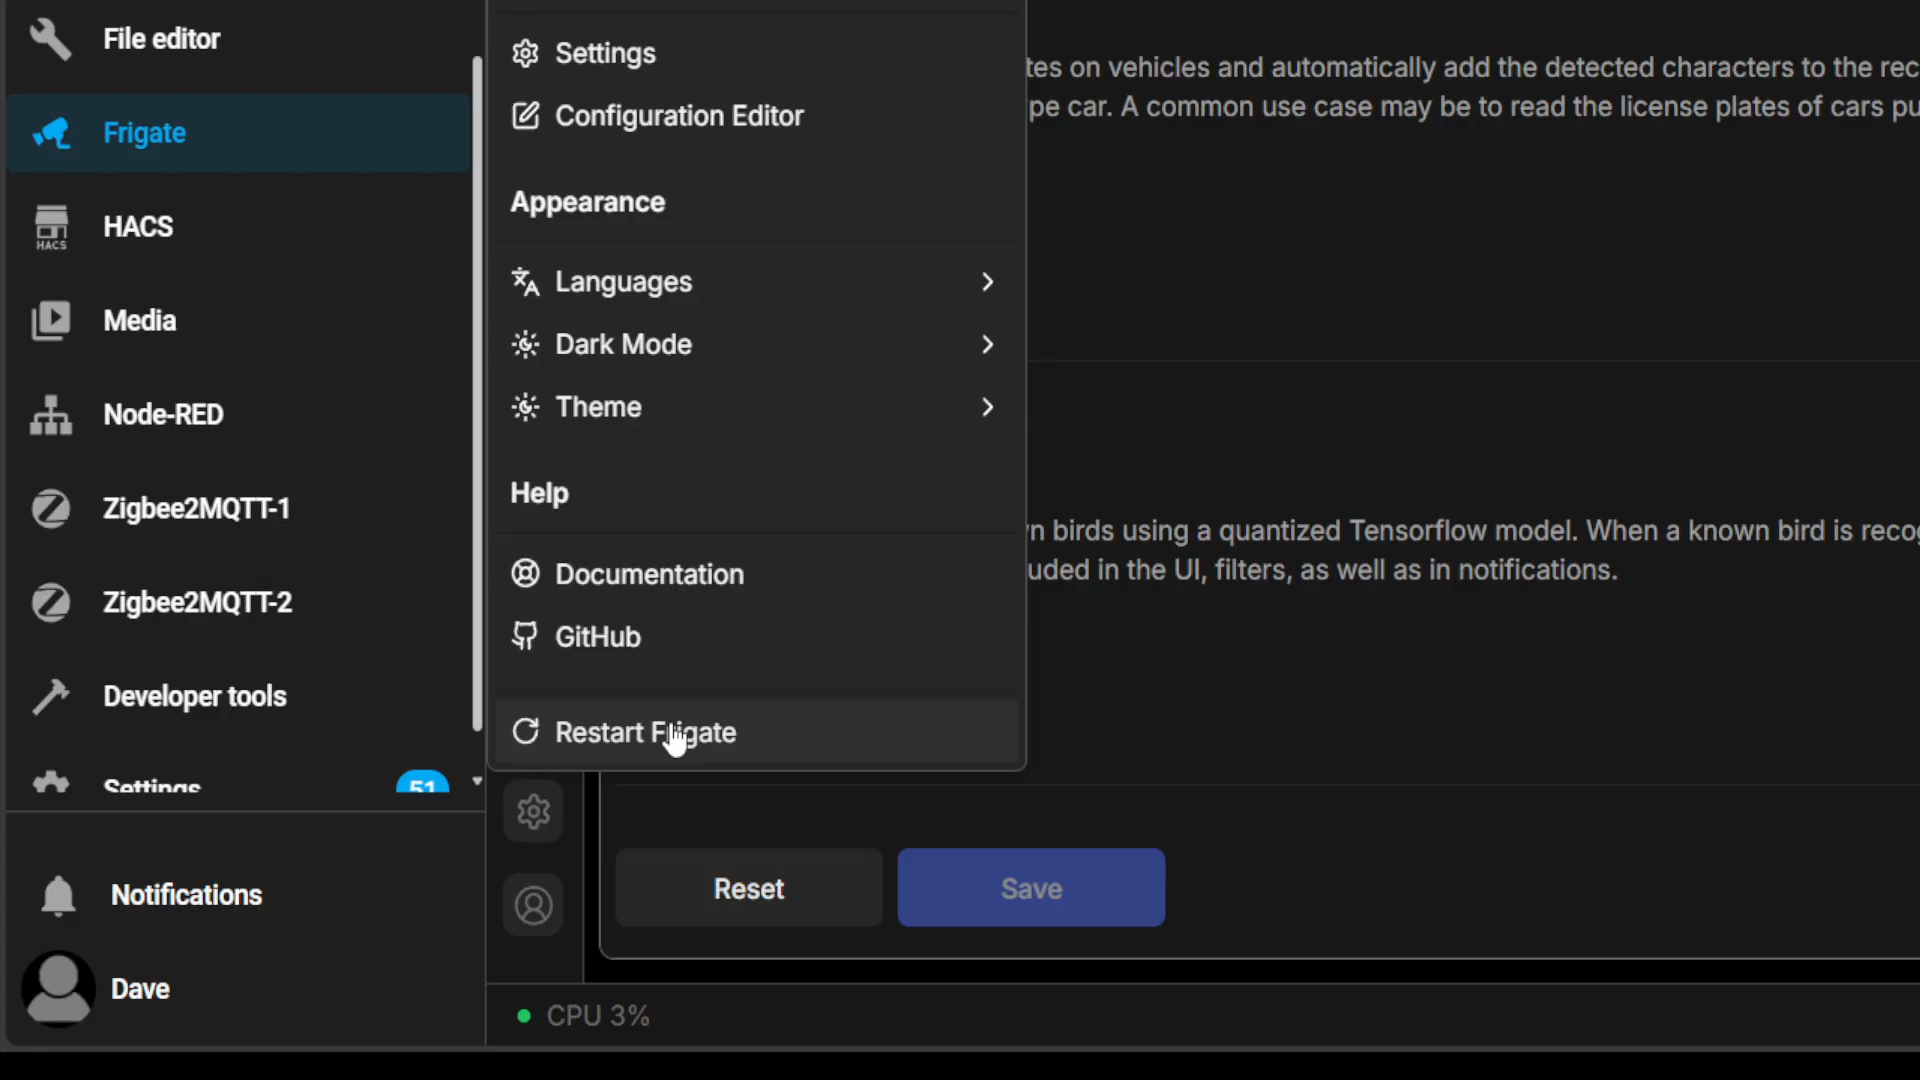 File editor
Frigate
HACS
HACS
Media
Node-RED
Zigbee2MQTT-1
Zigbee2MQTT-2
Developer tools
Settings
51
Notifications
Dave
Settings
Configuration Editor
Appearance
Languages
Dark Mode
Theme
Help
Documentation
GitHub
Restart Frigate
tes on vehicles and automatically add the detected characters to the rec
pe car. A common use case may be to read the license plates of cars pu
n birds using a quantized Tensorflow model. When a known bird is reco
uded in the UI, filters, as well as in notifications.
Reset
Save
CPU 3%